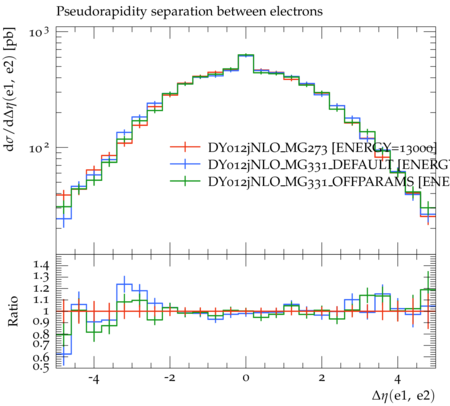 Pseudorapidity separation between electrons
dσ/dΔη(e1, e2) [pb]
10³
10²
DY012jNLO_MG273 [ENERGY=13000]
DY012jNLO_MG331_DEFAULT [ENERGY
DY012jNLO_MG331_OFFPARAMS [ENE
Ratio
1.4
1.3
1.2
1.1
1
0.9
0.8
0.7
0.6
0.5
-4 -2 0 2 4
Δη(e1, e2)